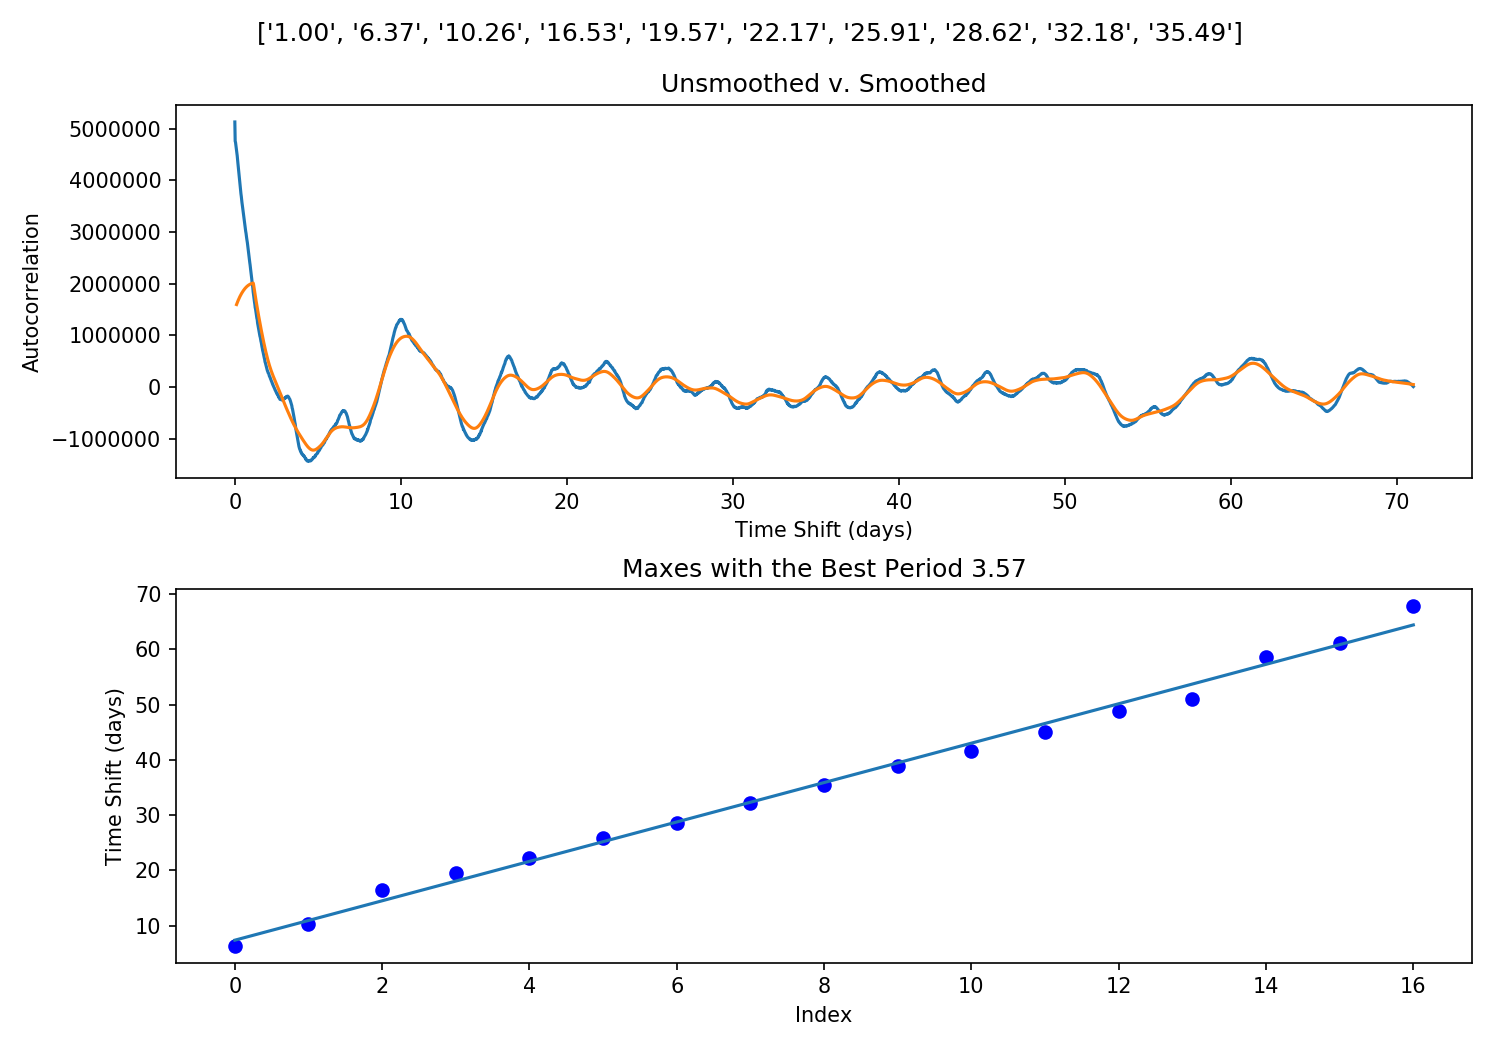 ['1.00', '6.37', '10.26', '16.53', '19.57', '22.17', '25.91', '28.62', '32.18', '35.49']
Unsmoothed v. Smoothed
Autocorrelation
5000000
4000000
3000000
2000000
1000000
0
−1000000
0 10 20 30 40 50 60 70
Time Shift (days)
Maxes with the Best Period 3.57
Time Shift (days)
70
60
50
40
30
20
10
0 2 4 6 8 10 12 14 16
Index